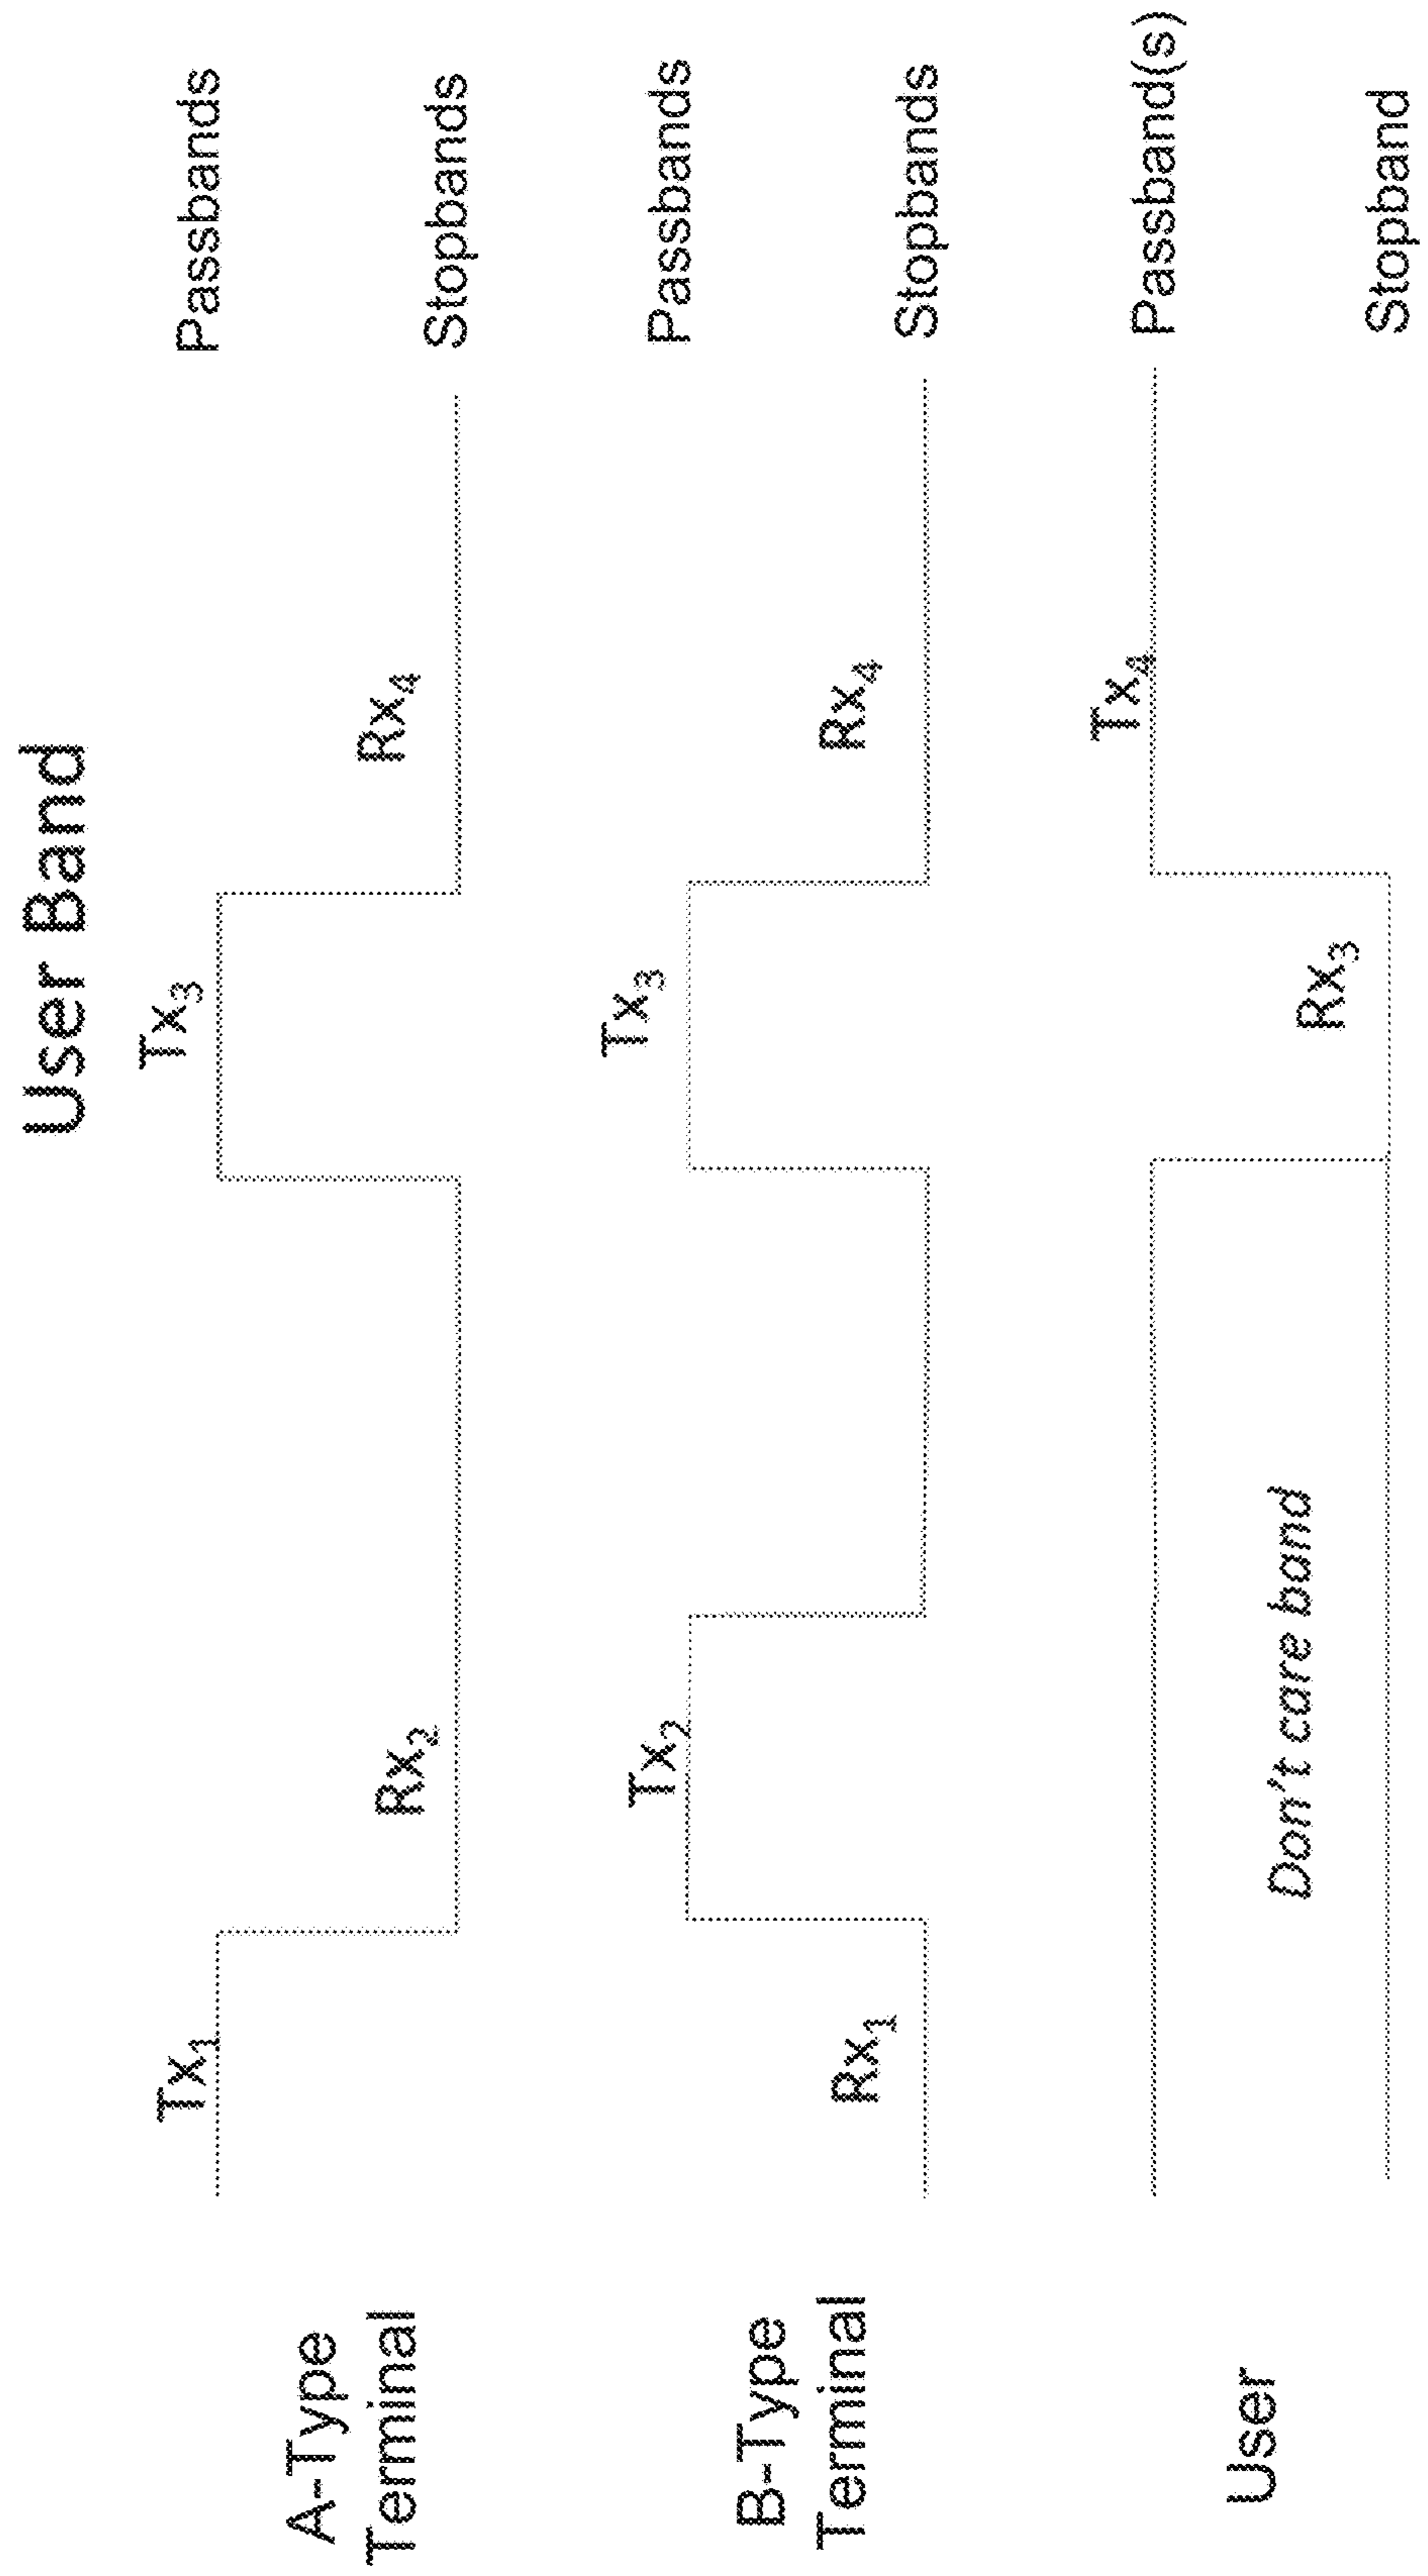 User Band
A-Type
Terminal
Tx1
Rx2
Tx3
Rx4
Passbands
Stopbands
B-Type
Terminal
Rx1
Tx2
Tx3
Rx4
Passbands
Stopbands
User
Don't care band
Rx3
Tx4
Passband(s)
Stopband